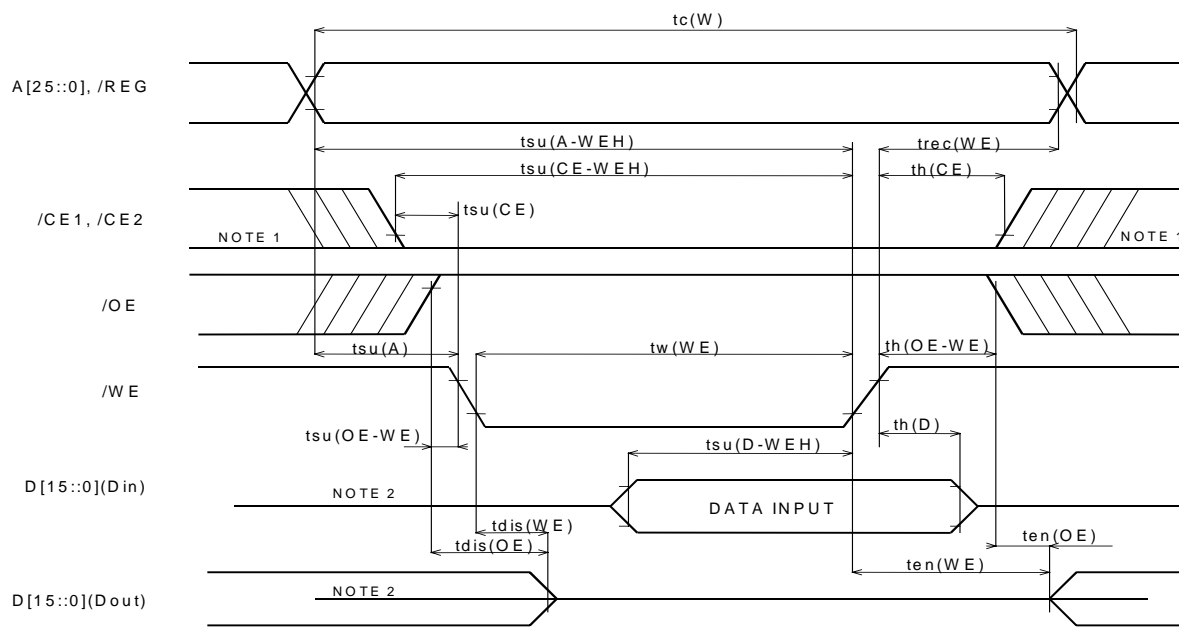 tc(W)
A[25::0], /REG
tsu(A-WEH)
trec(WE)
tsu(CE-WEH)
th(CE)
/CE1, /CE2
tsu(CE)
NOTE 1
NOTE 1
/OE
tsu(A)
tw(WE)
th(OE-WE)
/WE
tsu(OE-WE)
th(D)
tsu(D-WEH)
D[15::0](Din)
NOTE 2
DATA INPUT
tdis(WE)
tdis(OE)
ten(OE)
ten(WE)
D[15::0](Dout)
NOTE 2